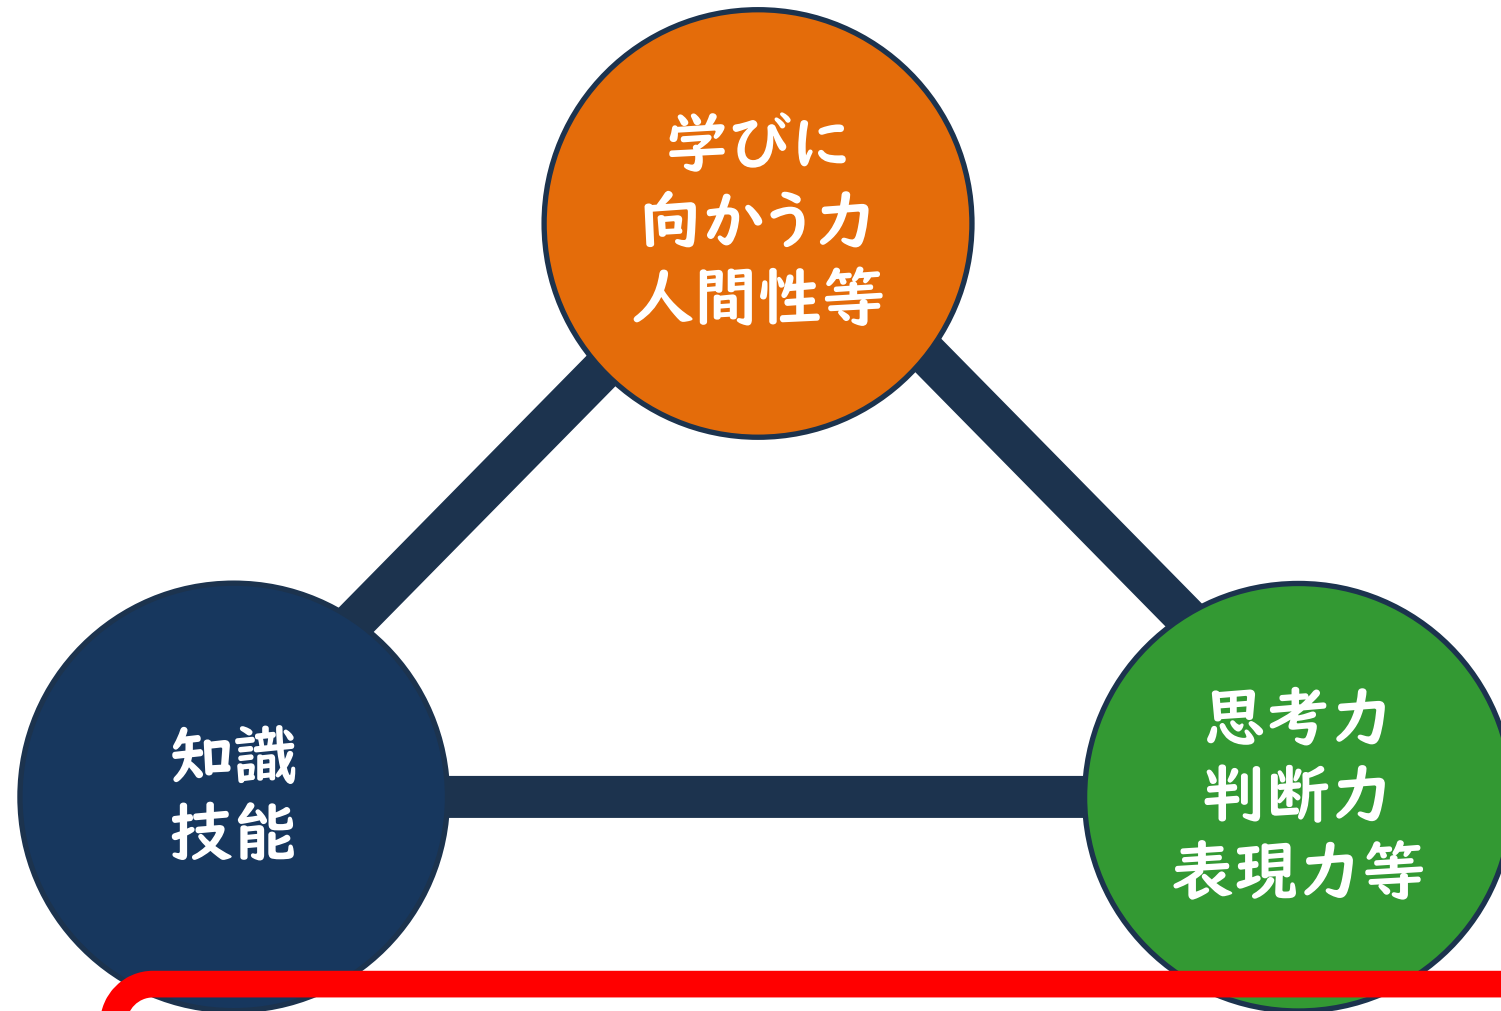 学びに
向かう力
人間性等
知識
技能
思考力
判断力
表現力等